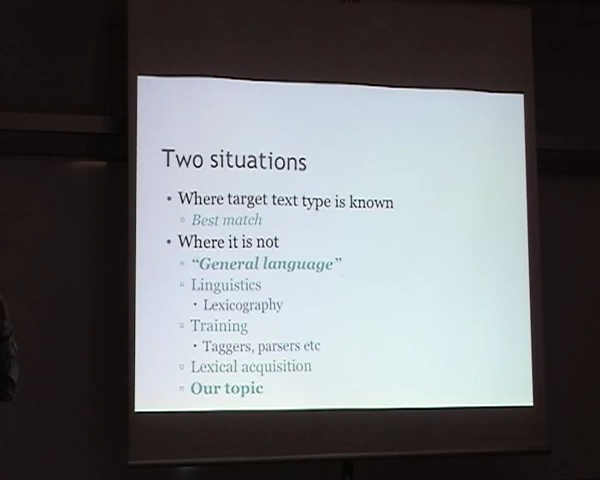 Two situations
• Where target text type is known
▫ Best match
• Where it is not
▫ “General language”
▫ Linguistics
• Lexicography
▫ Training
• Taggers, parsers etc
▫ Lexical acquisition
▫ Our topic